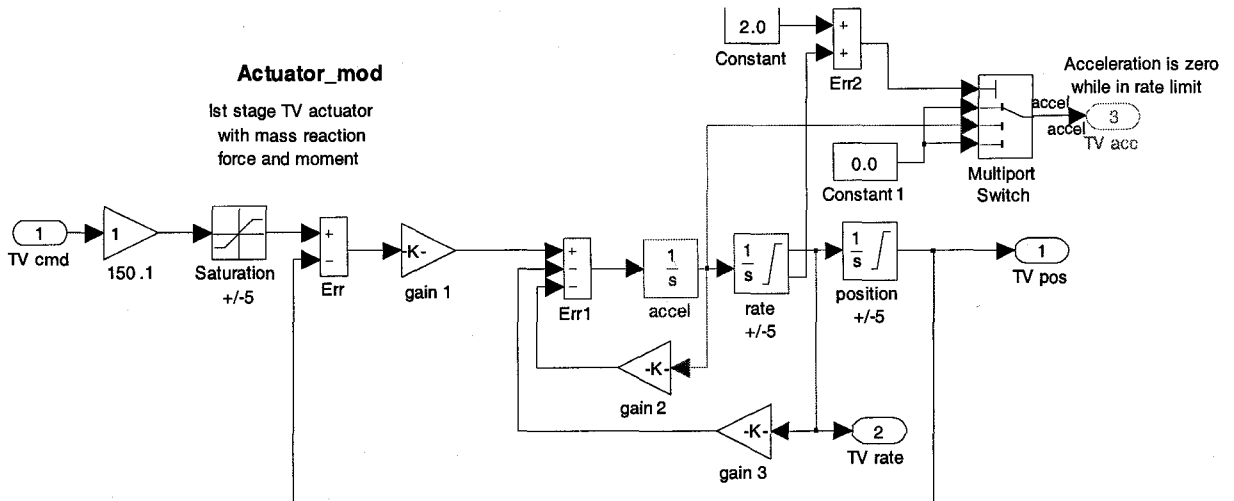 2.0
Constant
+
+
Err2
Actuator_mod
1st stage TV actuator
with mass reaction
force and moment
Acceleration is zero
while in rate limit
accel
accel
3
TV acc
0.0
Constant 1
Multiport
Switch
1
TV cmd
1
150 .1
Saturation
+/-5
+
−
Err
-K-
gain 1
+
−
−
Err1
1
s
accel
1
s
rate
+/-5
1
s
position
+/-5
1
TV pos
-K-
gain 2
-K-
gain 3
2
TV rate